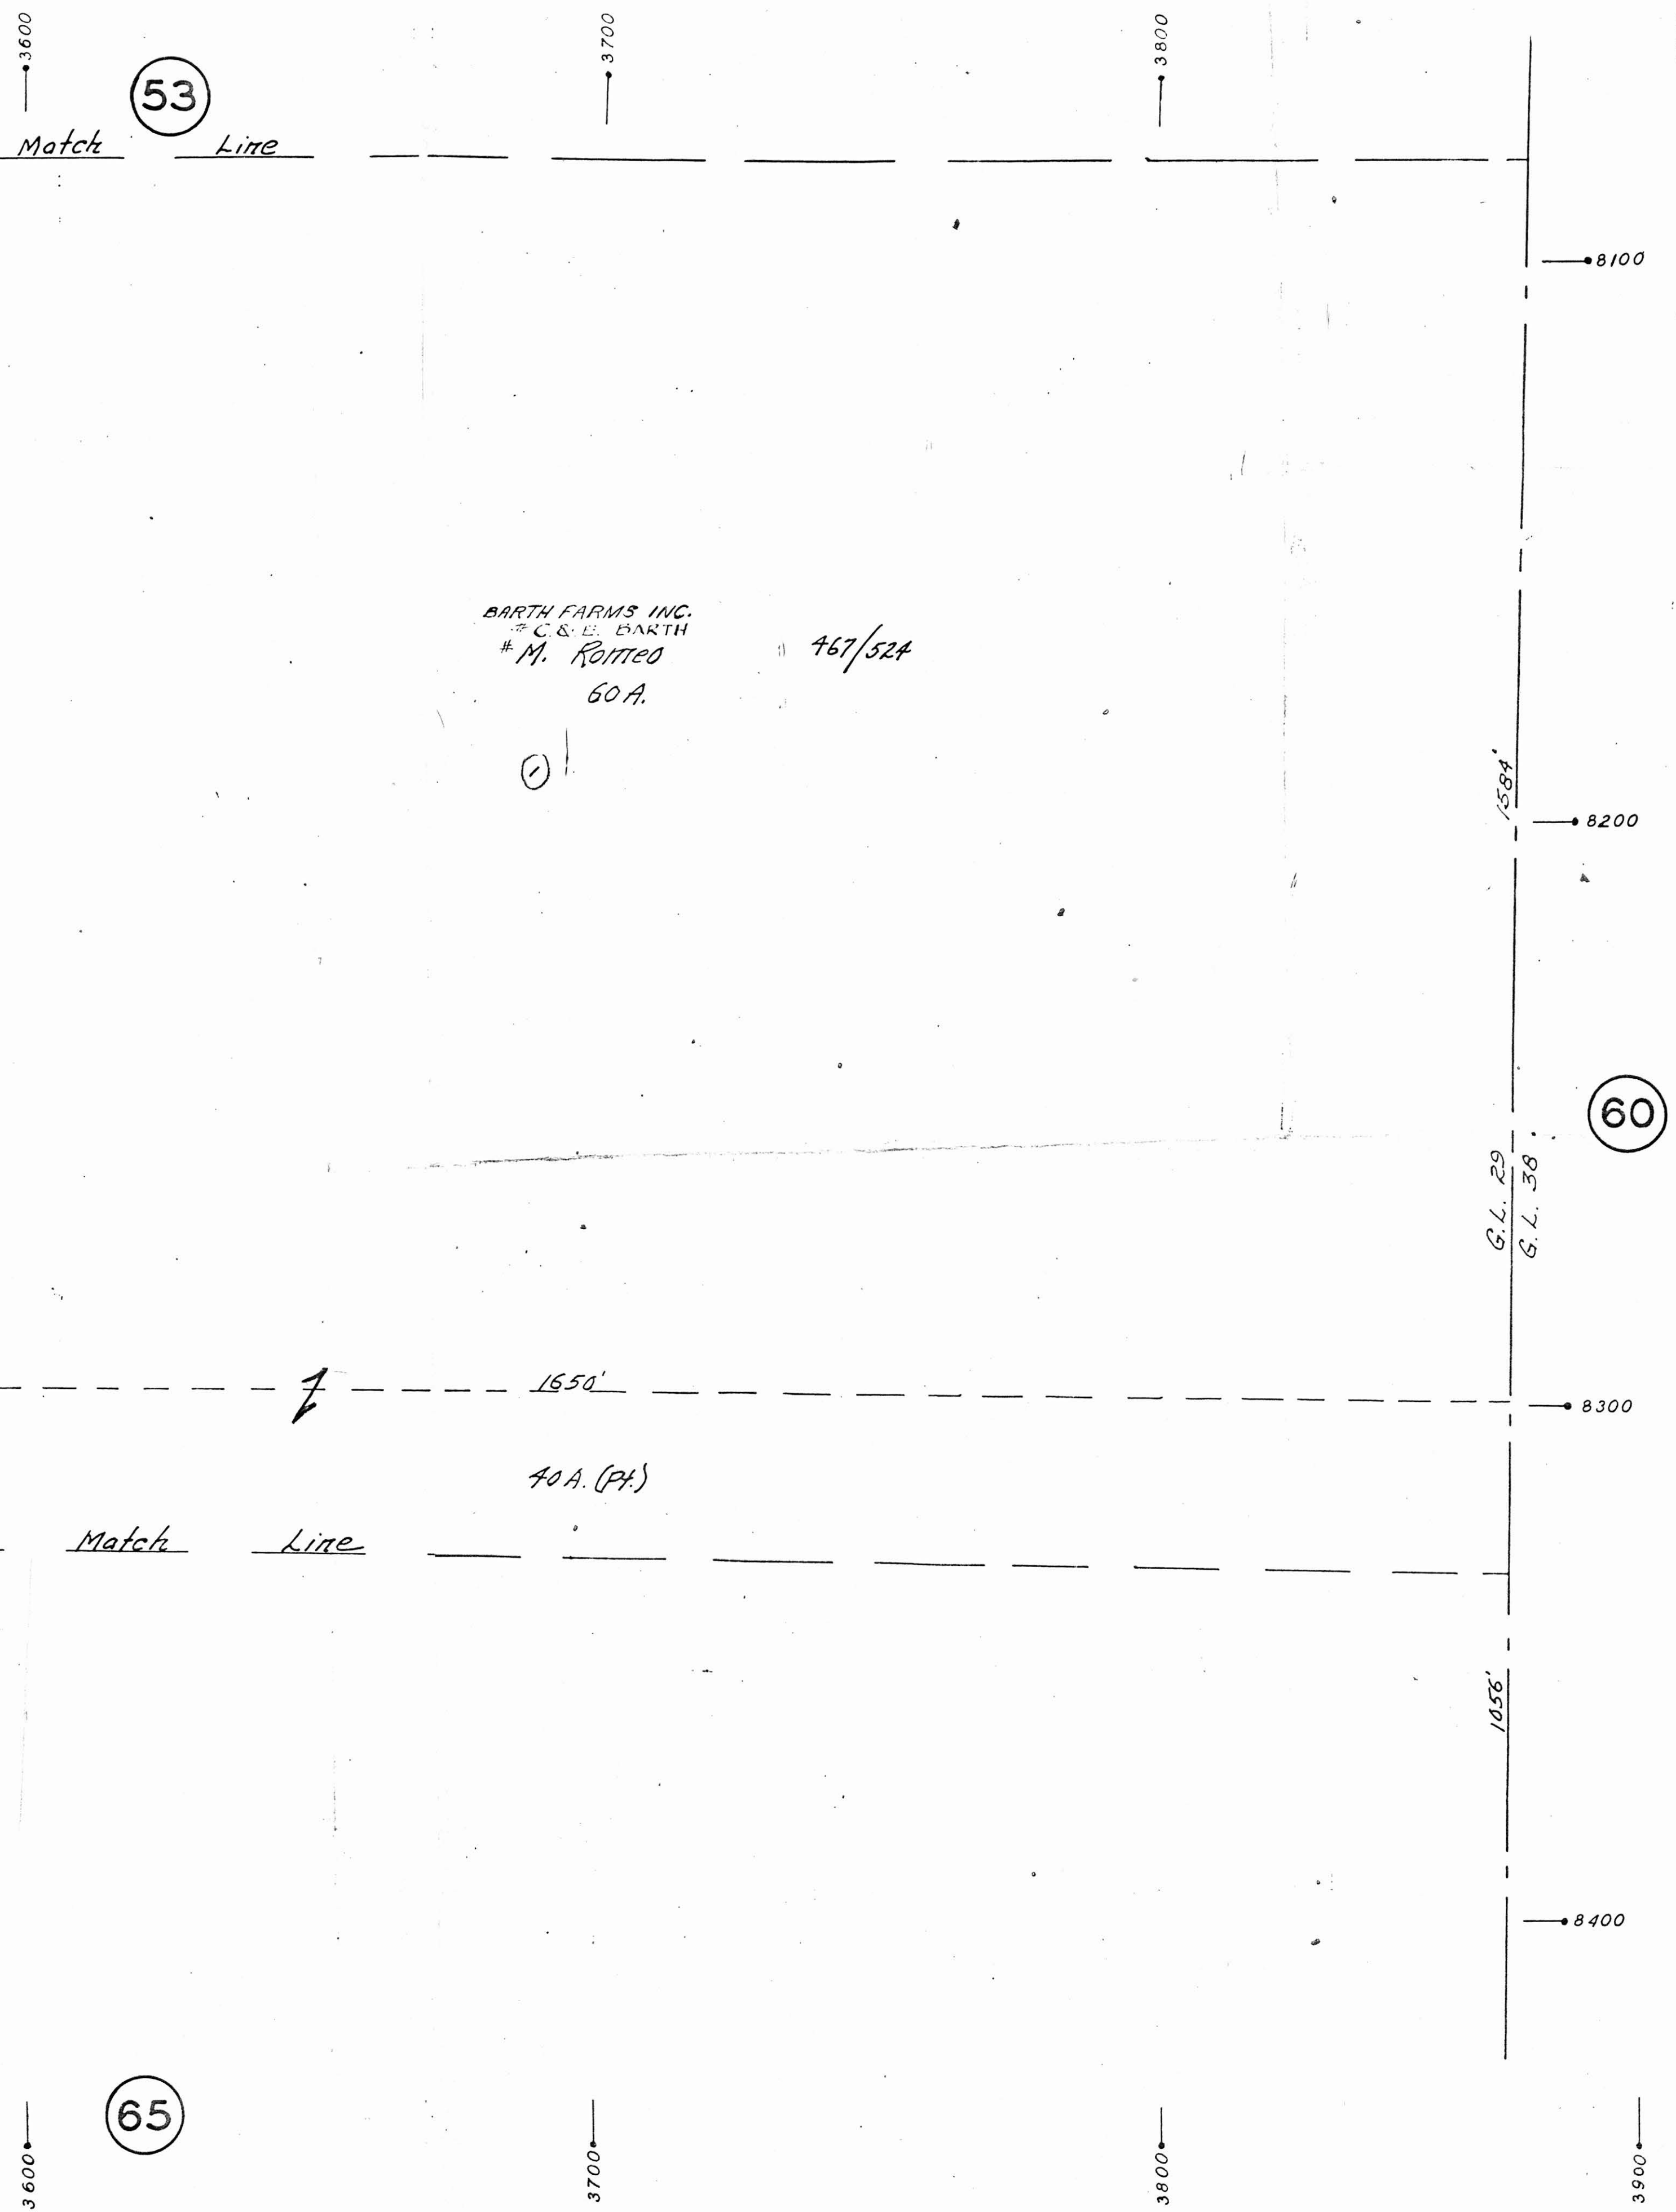 3600
3700
3800
53
Match Line
8100
BARTH FARMS INC.
# C. & E. BARTH
# M. Romeo
467/524
60 A.
1
1584'
8200
60
G.L. 29
G.L. 38
1650'
8300
40 A. (Pt.)
Match Line
1056'
8400
65
3600
3700
3800
3900